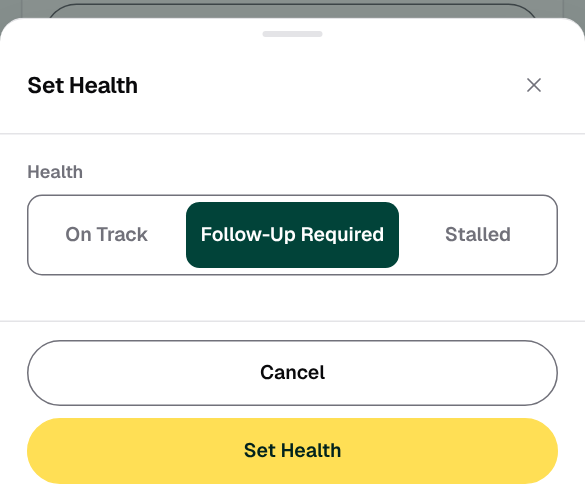 Set Health
Health
On Track
Follow-Up Required
Stalled
Cancel
Set Health